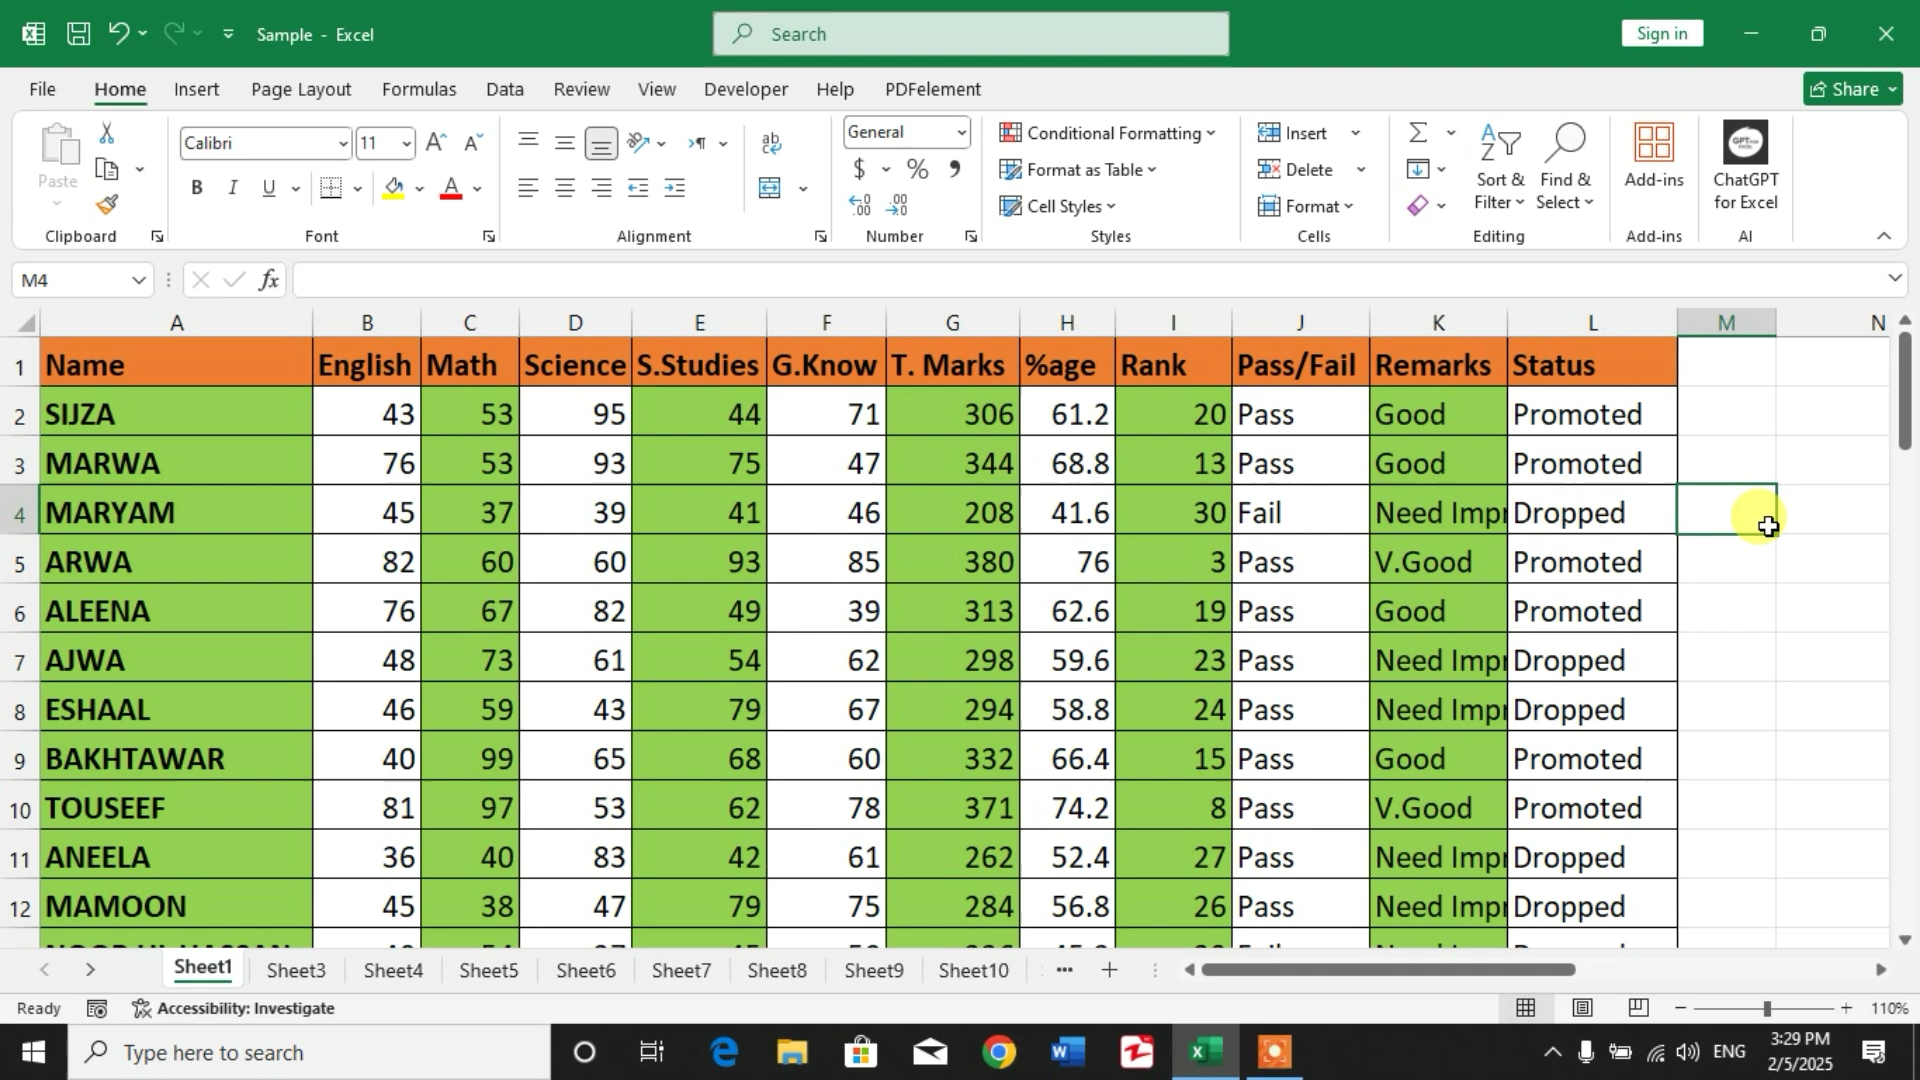 Sample - Excel
Search
Sign in
File Home Insert Page Layout Formulas Data Review View Developer Help PDFelement Share
Paste
Clipboard
Calibri 11
B I U
Font
Alignment
General
$ % ,
Number
Conditional Formatting
Format as Table
Cell Styles
Styles
Insert
Delete
Format
Cells
Sort & Filter
Find & Select
Editing
Add-ins
Add-ins
ChatGPT for Excel
AI
M4
fx
A B C D E F G H I J K L M N
1 Name English Math Science S.Studies G.Know T. Marks %age Rank Pass/Fail Remarks Status
2 SIJZA 43 53 95 44 71 306 61.2 20 Pass Good Promoted
3 MARWA 76 53 93 75 47 344 68.8 13 Pass Good Promoted
4 MARYAM 45 37 39 41 46 208 41.6 30 Fail Need Impr Dropped
5 ARWA 82 60 60 93 85 380 76 3 Pass V.Good Promoted
6 ALEENA 76 67 82 49 39 313 62.6 19 Pass Good Promoted
7 AJWA 48 73 61 54 62 298 59.6 23 Pass Need Impr Dropped
8 ESHAAL 46 59 43 79 67 294 58.8 24 Pass Need Impr Dropped
9 BAKHTAWAR 40 99 65 68 60 332 66.4 15 Pass Good Promoted
10 TOUSEEF 81 97 53 62 78 371 74.2 8 Pass V.Good Promoted
11 ANEELA 36 40 83 42 61 262 52.4 27 Pass Need Impr Dropped
12 MAMOON 45 38 47 79 75 284 56.8 26 Pass Need Impr Dropped
Sheet1 Sheet3 Sheet4 Sheet5 Sheet6 Sheet7 Sheet8 Sheet9 Sheet10
Ready Accessibility: Investigate 110%
Type here to search
ENG
3:29 PM
2/5/2025